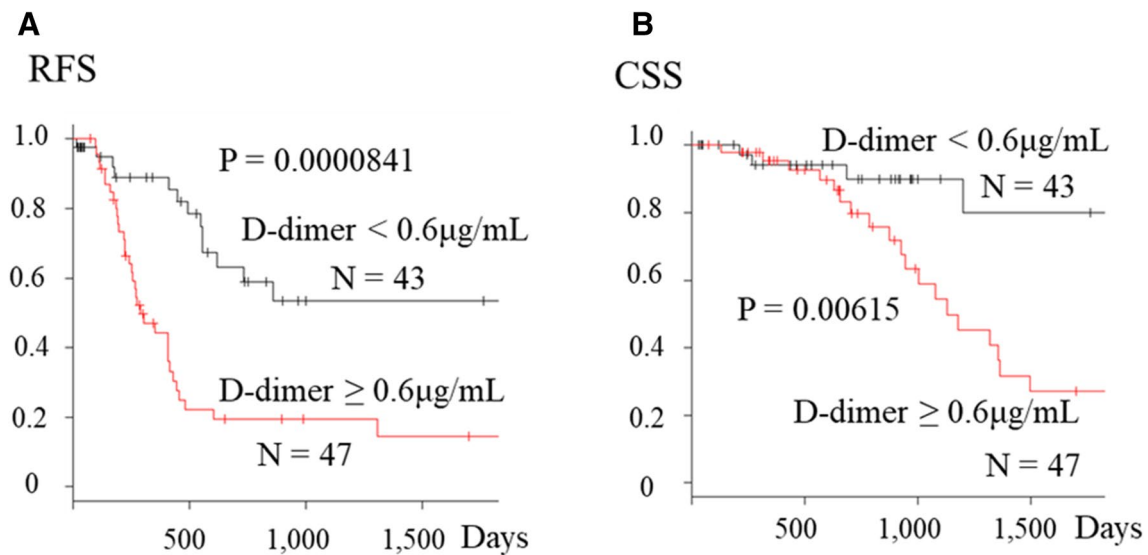 A
RFS
1.0
0.8
0.6
0.4
0.2
0
P = 0.0000841
D-dimer < 0.6μg/mL
N = 43
D-dimer ≥ 0.6μg/mL
N = 47
500 1,000 1,500 Days
B
CSS
1.0
0.8
0.6
0.4
0.2
0
D-dimer < 0.6μg/mL
N = 43
P = 0.00615
D-dimer ≥ 0.6μg/mL
N = 47
500 1,000 1,500 Days